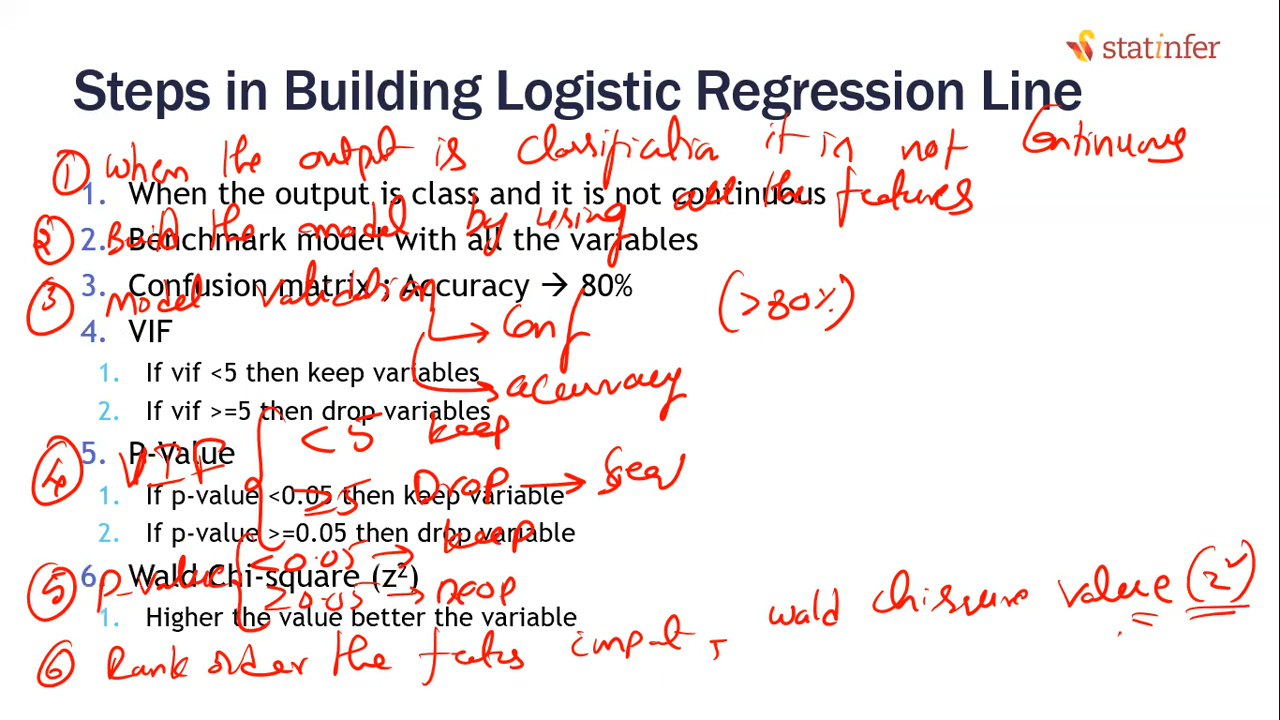 statinfer
Steps in Building Logistic Regression Line
① when the output is classification it is not Continuous
1. When the output is class and it is not continuous
② Build the model by using all the features
2. Benchmark model with all the variables
3. Confusion matrix ; Accuracy → 80%
③ Model validation (>80%)
→ Conf
4. VIF
1. If vif <5 then keep variables
→ accuracy
2. If vif >=5 then drop variables
< 5 keep
5. P-Value
④ VIF
≥5 Drop →
1. If p-value <0.05 then keep variable
2. If p-value >=0.05 then drop variable
<0.05 → keep
6. Wald Chi-square (z²)
⑤ P-value
≥0.05 → Drop
wald value (z²)
1. Higher the value better the variable
⑥ Rank order the